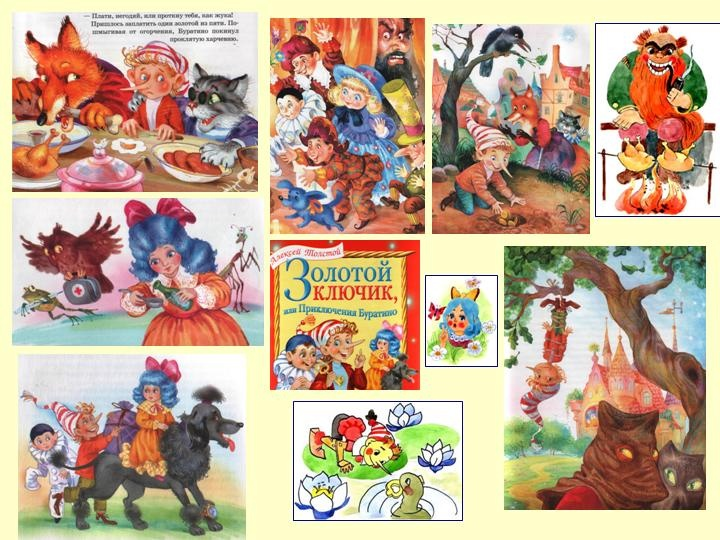 — Плати, негодяй, или проткну тебя, как жука!
Пришлось заплатить один золотой из пяти. По-
шмыгивая от огорчения, Буратино покинул
проклятую харчевню.
Алексей Толстой
Золотой
ключик,
или Приключения Буратино